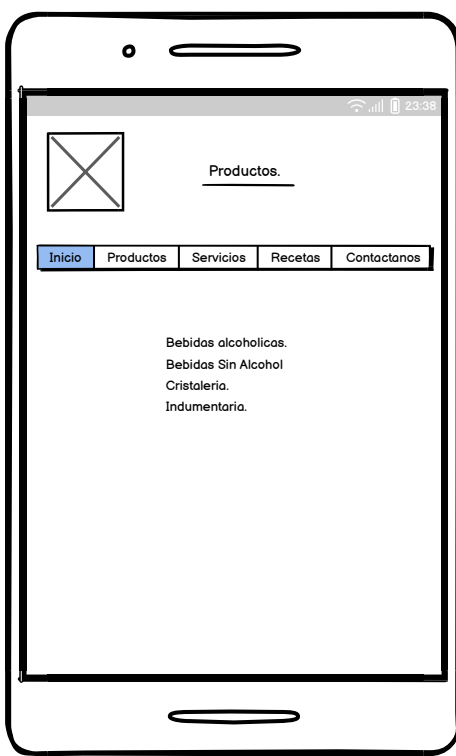 23:38
Productos.
Inicio Productos Servicios Recetas Contactanos
Bebidas alcoholicas.
Bebidas Sin Alcohol
Cristaleria.
Indumentaria.